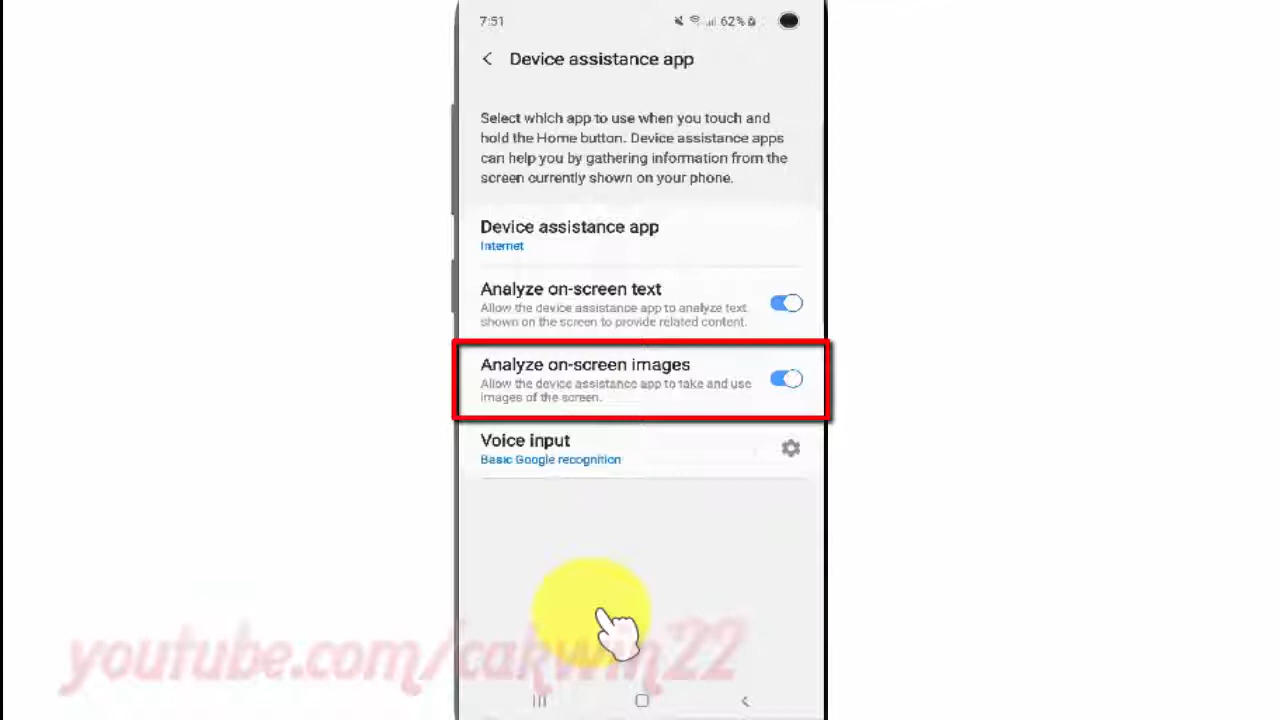 7:51
62%
Device assistance app
Select which app to use when you touch and
hold the Home button. Device assistance apps
can help you by gathering information from the
screen currently shown on your phone.
Device assistance app
Internet
Analyze on-screen text
Allow the device assistance app to analyze text
shown on the screen to provide related content.
Analyze on-screen images
Allow the device assistance app to take and use
images of the screen.
Voice input
Basic Google recognition
youtube.com/cakwin22